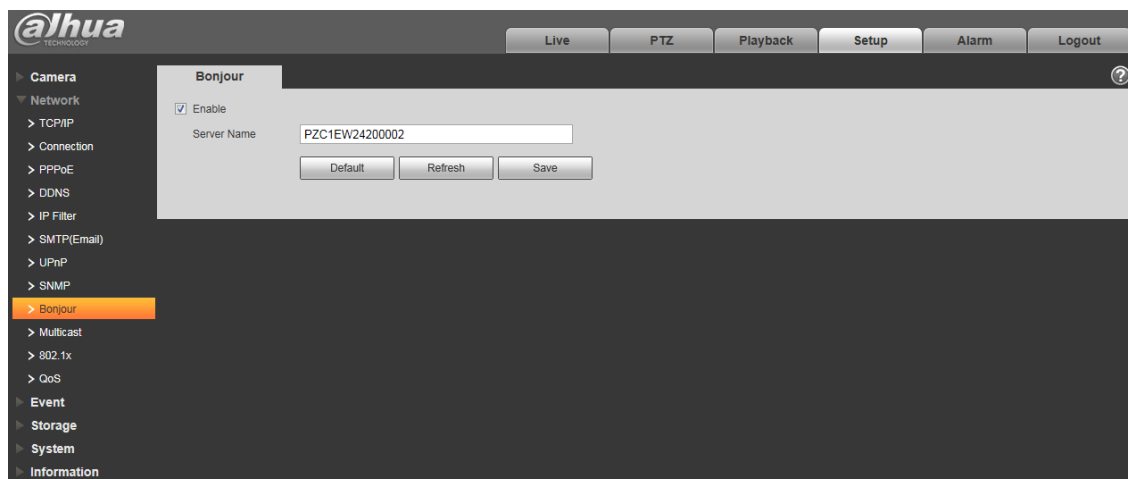 alhua
TECHNOLOGY
Live
PTZ
Playback
Setup
Alarm
Logout
Camera
Network
> TCP/IP
> Connection
> PPPoE
> DDNS
> IP Filter
> SMTP(Email)
> UPnP
> SNMP
> Bonjour
> Multicast
> 802.1x
> QoS
Event
Storage
System
Information
Bonjour
?
Enable
Server Name
PZC1EW24200002
Default
Refresh
Save